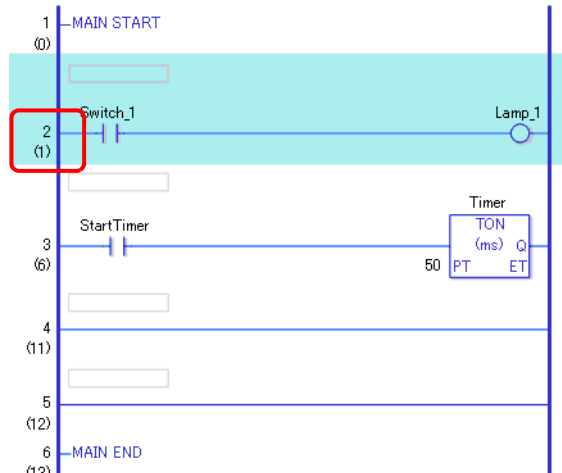 1 MAIN START
(0)
Switch_1 Lamp_1
2
(1)
Timer
StartTimer TON
3 (ms) Q
(6) 50 PT ET
4
(11)
5
(12)
6 MAIN END
(13)